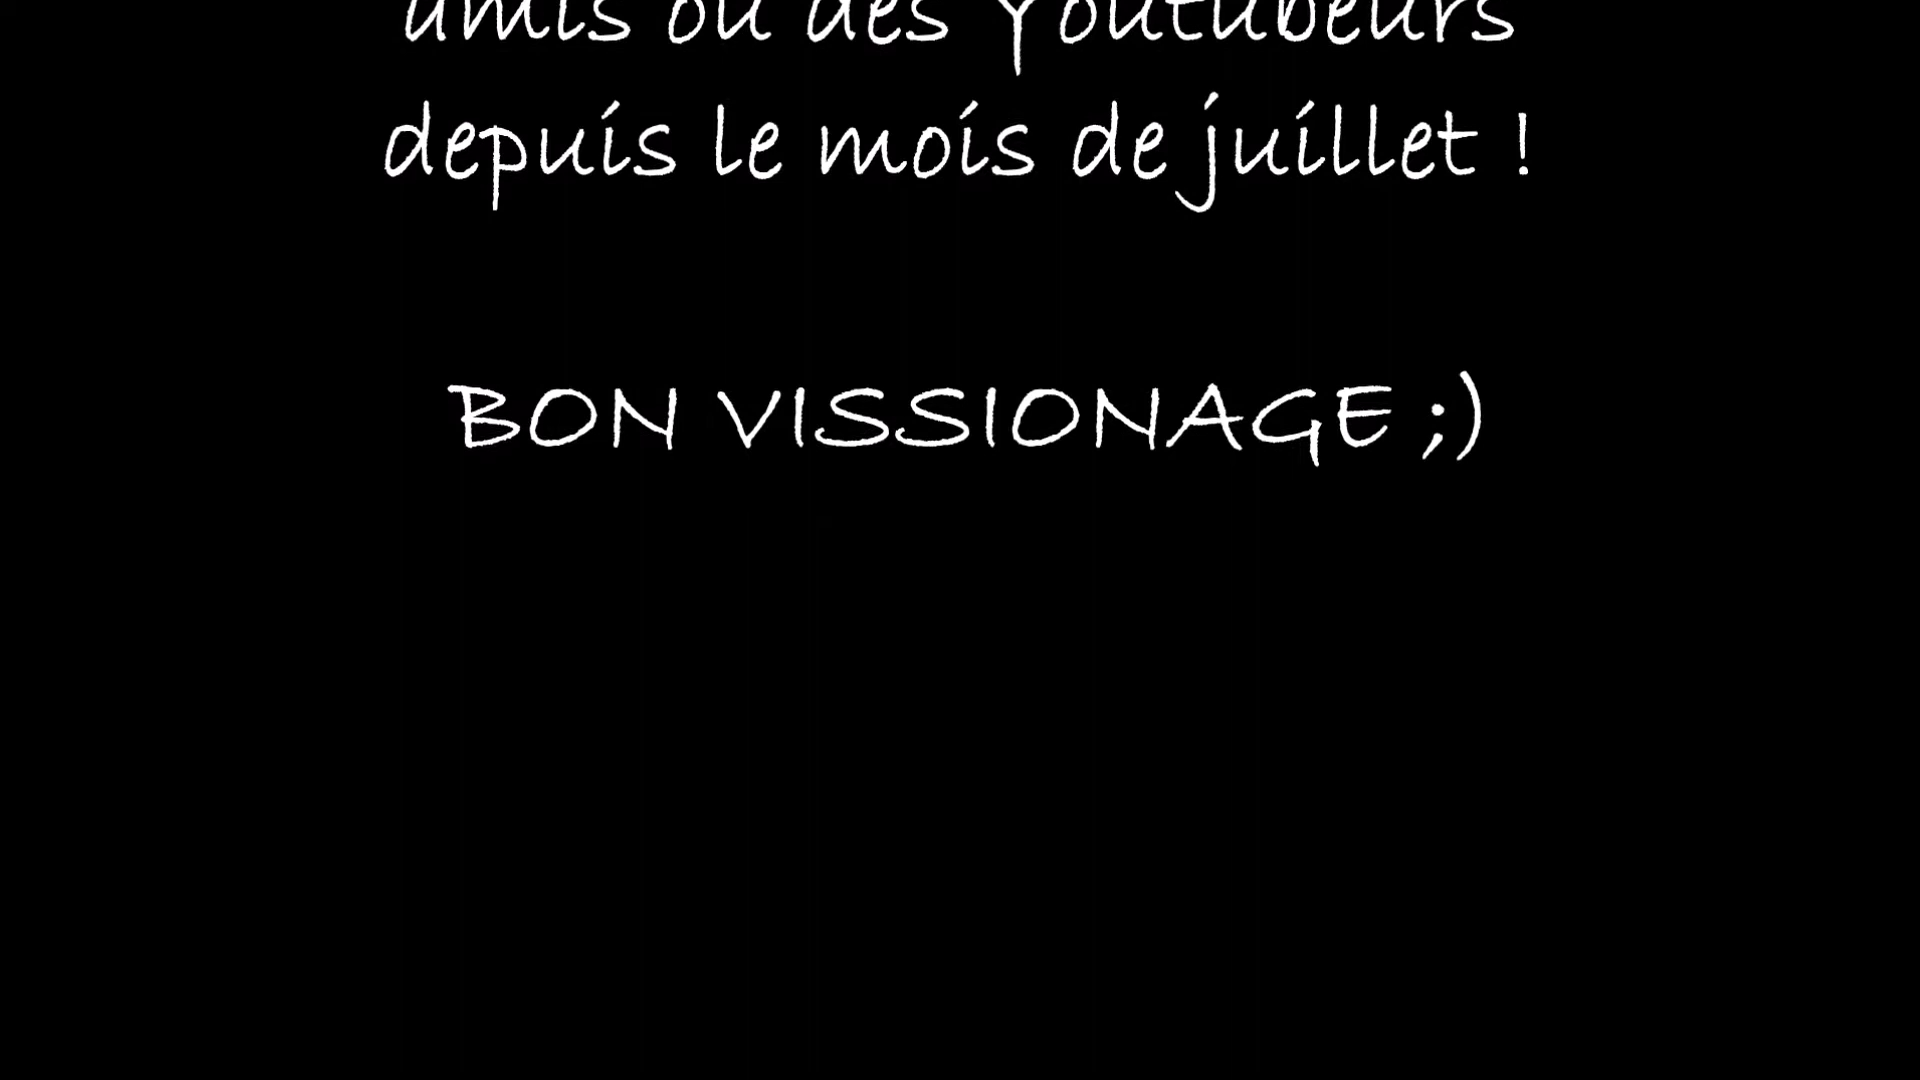 amis ou des Youtubeurs
depuis le mois de juillet !
BON VISSIONAGE ;)